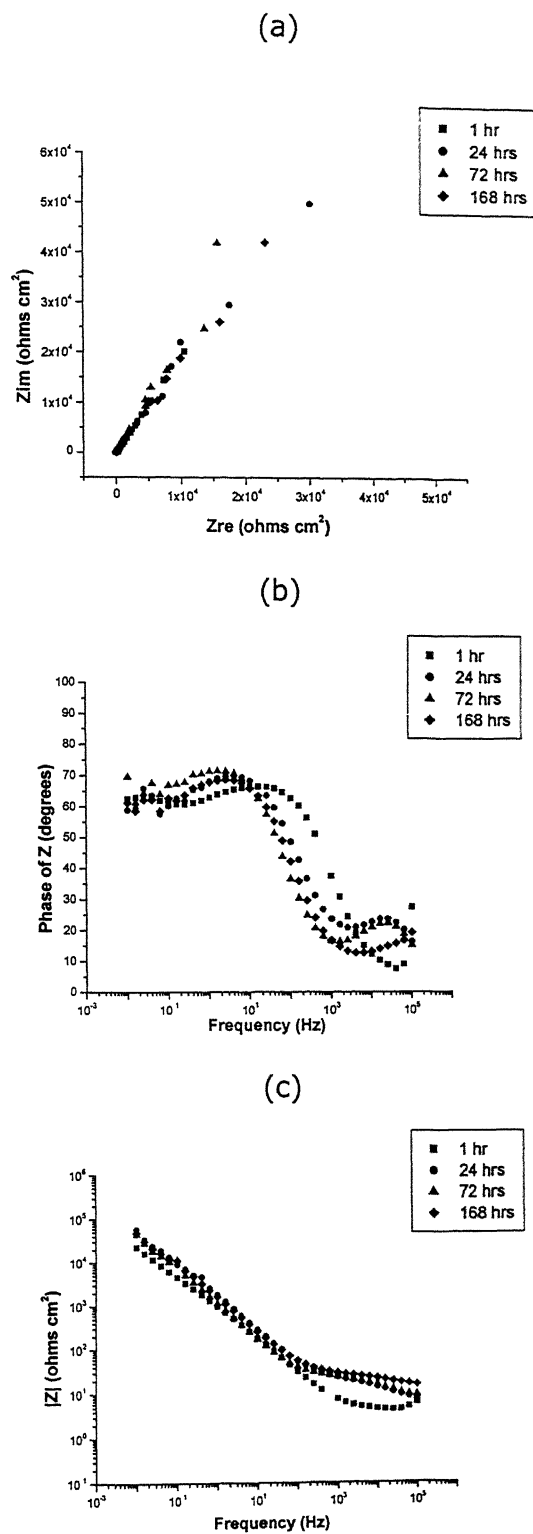 (a)
1 hr
24 hrs
72 hrs
168 hrs
6x10⁴
5x10⁴
4x10⁴
3x10⁴
2x10⁴
1x10⁴
0
Zim (ohms cm²)
0 1x10⁴ 2x10⁴ 3x10⁴ 4x10⁴ 5x10⁴
Zre (ohms cm²)
(b)
1 hr
24 hrs
72 hrs
168 hrs
100
90
80
70
60
50
40
30
20
10
0
Phase of Z (degrees)
10⁻³ 10⁻¹ 10¹ 10³ 10⁵
Frequency (Hz)
(c)
1 hr
24 hrs
72 hrs
168 hrs
10⁶
10⁵
10⁴
10³
10²
10¹
10⁰
10⁻¹
|Z| (ohms cm²)
10⁻³ 10⁻¹ 10¹ 10³ 10⁵
Frequency (Hz)